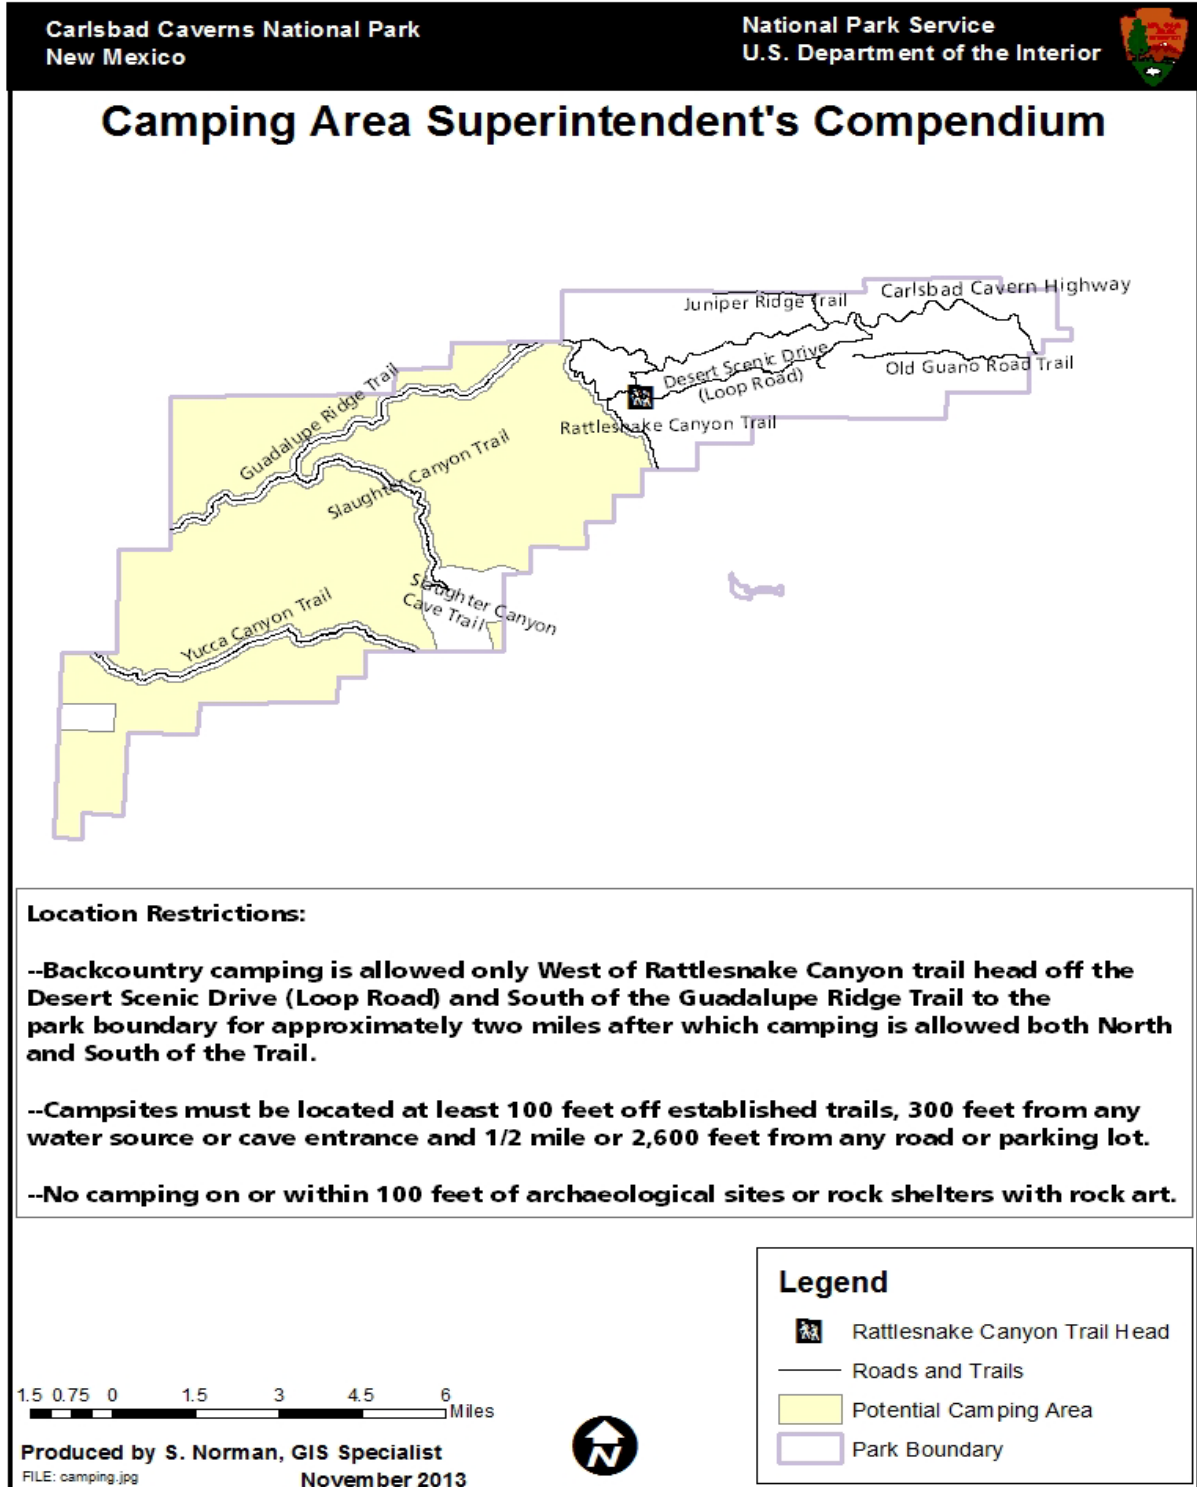 Carlsbad Caverns National Park
New Mexico
National Park Service
U.S. Department of the Interior
Camping Area Superintendent's Compendium
Juniper Ridge Trail
Carlsbad Cavern Highway
Desert Scenic Drive
(Loop Road)
Old Guano Road Trail
Rattlesnake Canyon Trail
Guadalupe Ridge Trail
Slaughter Canyon Trail
Slaughter Canyon
Cave Trail
Yucca Canyon Trail
Location Restrictions:
--Backcountry camping is allowed only West of Rattlesnake Canyon trail head off the
Desert Scenic Drive (Loop Road) and South of the Guadalupe Ridge Trail to the
park boundary for approximately two miles after which camping is allowed both North
and South of the Trail.
--Campsites must be located at least 100 feet off established trails, 300 feet from any
water source or cave entrance and 1/2 mile or 2,600 feet from any road or parking lot.
--No camping on or within 100 feet of archaeological sites or rock shelters with rock art.
Legend
Rattlesnake Canyon Trail Head
Roads and Trails
Potential Camping Area
Park Boundary
1.5 0.75 0 1.5 3 4.5 6
Miles
N
Produced by S. Norman, GIS Specialist
FILE: camping.jpg
November 2013